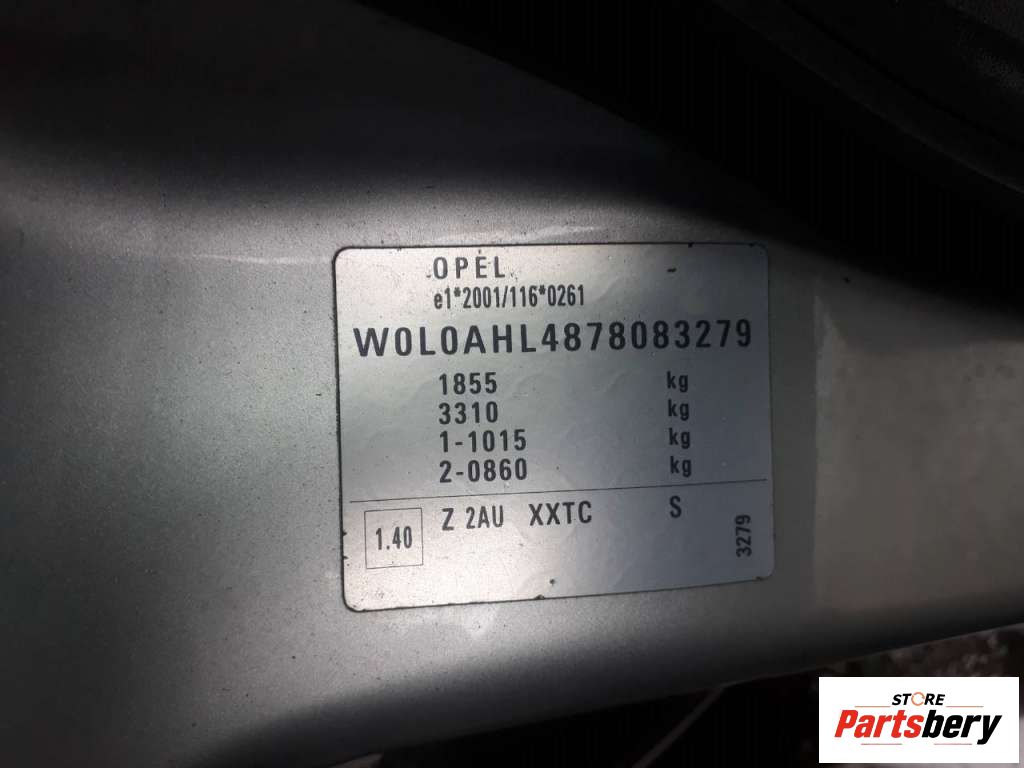 OPEL
e1*2001/116*0261
W0L0AHL4878083279
1855 kg
3310 kg
1-1015 kg
2-0860 kg
1.40 Z 2AU XXTC S
3279
STORE
Partsbery